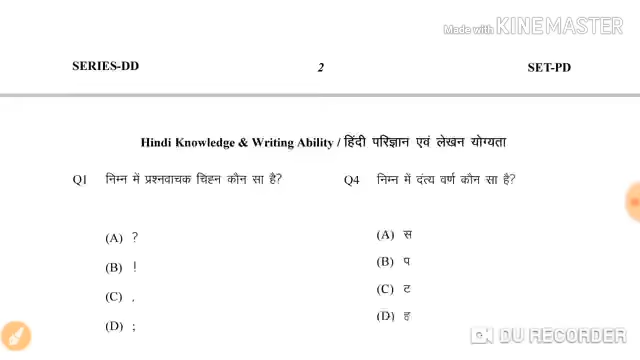 Made with KINEMASTER
SERIES-DD 2 SET-PD
Hindi Knowledge & Writing Ability / हिंदी परिज्ञान एवं लेखन योग्यता
Q1 निम्न में प्रश्नवाचक चिह्न कौन सा है?
(A) ?
(B) !
(C) ,
(D) ;
Q4 निम्न में दंत्य वर्ण कौन सा है?
(A) स
(B) प
(C) ट
(D) ङ
DU RECORDER